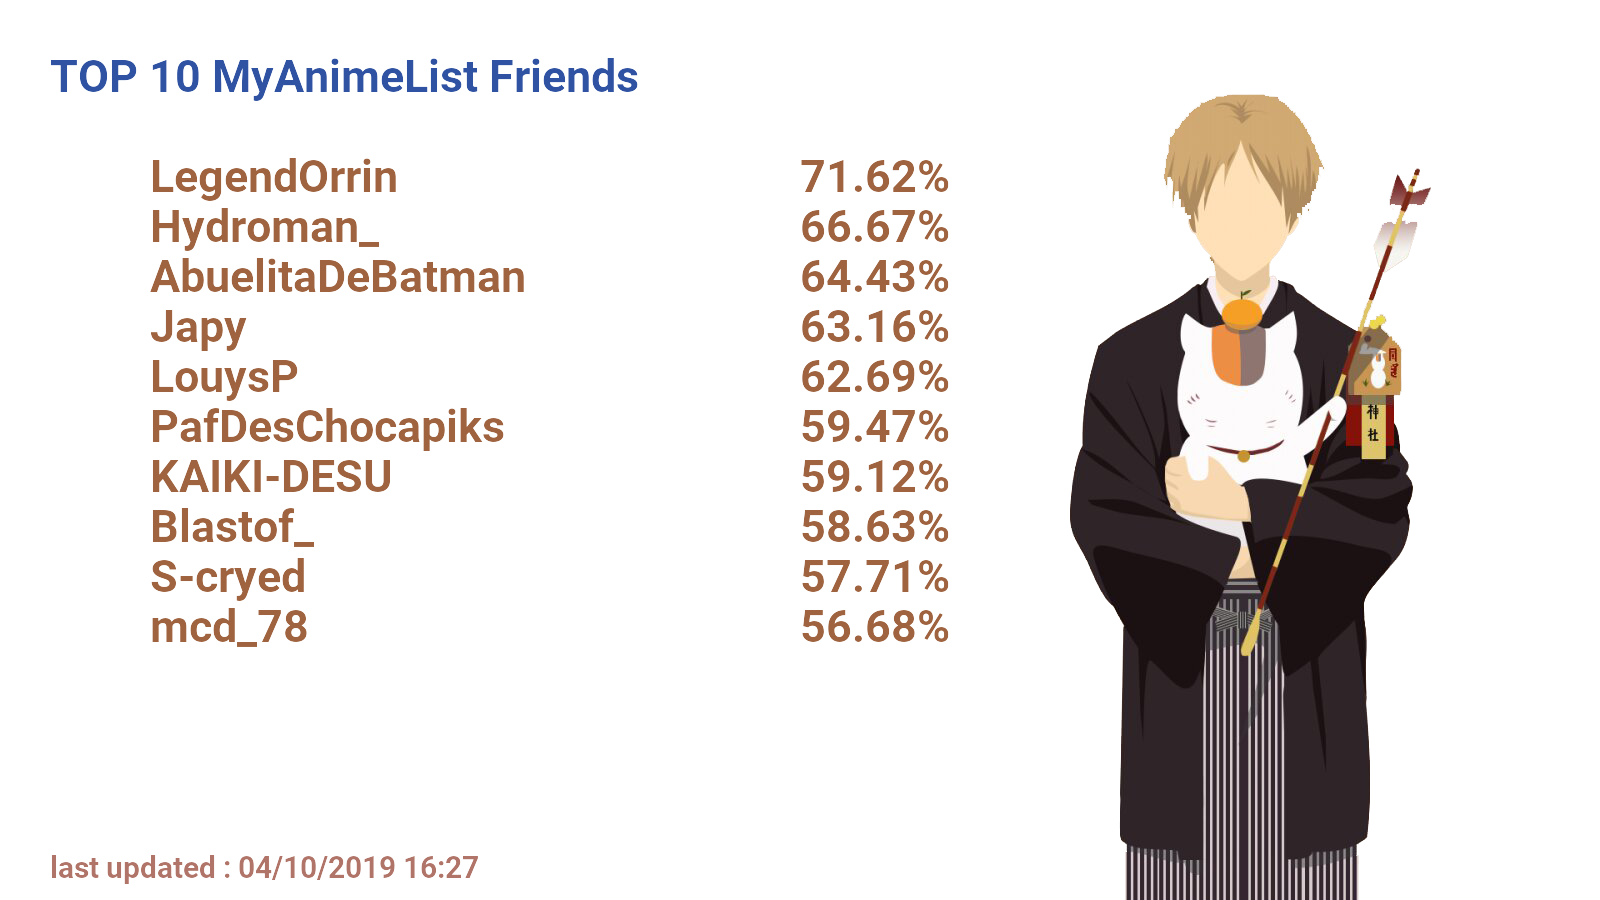 TOP 10 MyAnimeList Friends
LegendOrrin 71.62%
Hydroman_ 66.67%
AbuelitaDeBatman 64.43%
Japy 63.16%
LouysP 62.69%
PafDesChocapiks 59.47%
KAIKI-DESU 59.12%
Blastof_ 58.63%
S-cryed 57.71%
mcd_78 56.68%
神社
last updated : 04/10/2019 16:27